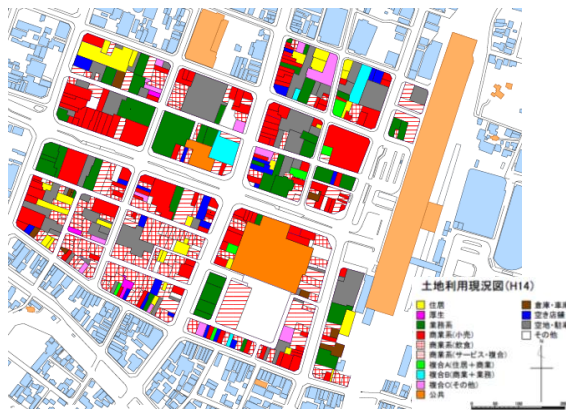 土地利用現況図(H14)
住居
厚生
業務系
商業系(小売)
商業系(飲食)
商業系(サービス・複合)
複合A(住居+商業)
複合B(商業+業務)
複合C(その他)
公共
倉庫・車庫
空き店舗
空地・駐車
その他